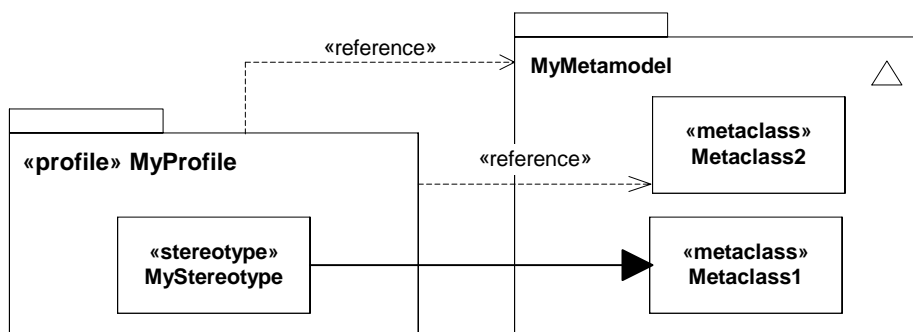 «reference»
MyMetamodel
«profile» MyProfile
«reference»
«metaclass»
Metaclass2
«stereotype»
MyStereotype
«metaclass»
Metaclass1